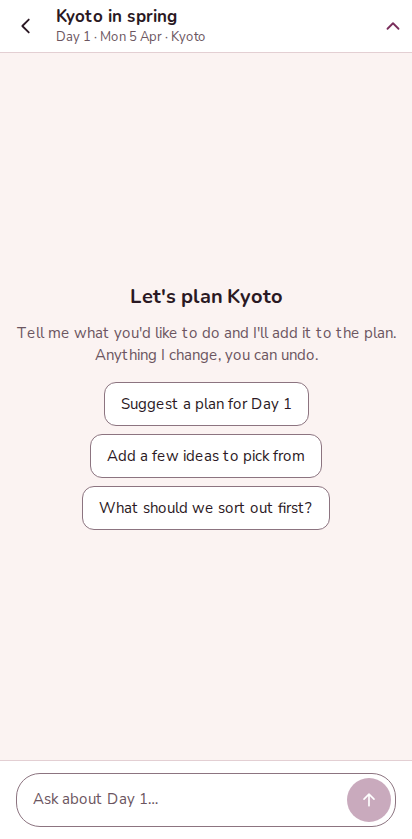 Kyoto in spring
Day 1 · Mon 5 Apr · Kyoto
Let's plan Kyoto
Tell me what you'd like to do and I'll add it to the plan.
Anything I change, you can undo.
Suggest a plan for Day 1
Add a few ideas to pick from
What should we sort out first?
Ask about Day 1...